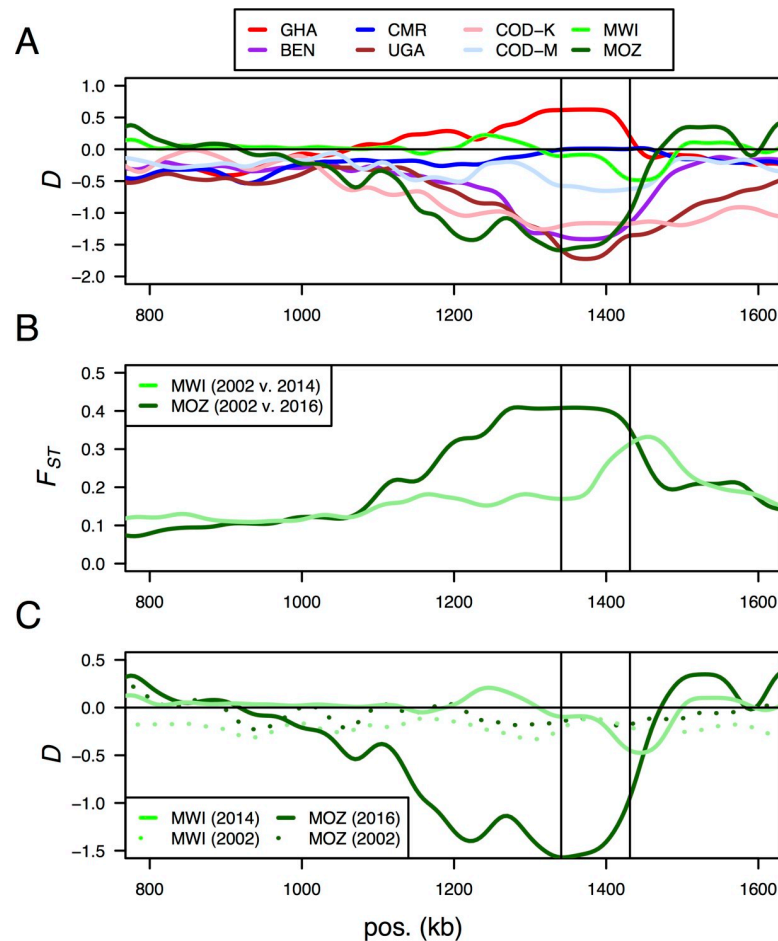 A
GHA CMR COD-K MWI
BEN UGA COD-M MOZ
1.0
0.5
0.0
-0.5
-1.0
-1.5
-2.0
D
800 1000 1200 1400 1600
B
MWI (2002 v. 2014)
MOZ (2002 v. 2016)
0.5
0.4
0.3
0.2
0.1
0.0
FST
800 1000 1200 1400 1600
C
0.5
0.0
-0.5
-1.0
-1.5
D
MWI (2014) MOZ (2016)
MWI (2002) MOZ (2002)
800 1000 1200 1400 1600
pos. (kb)